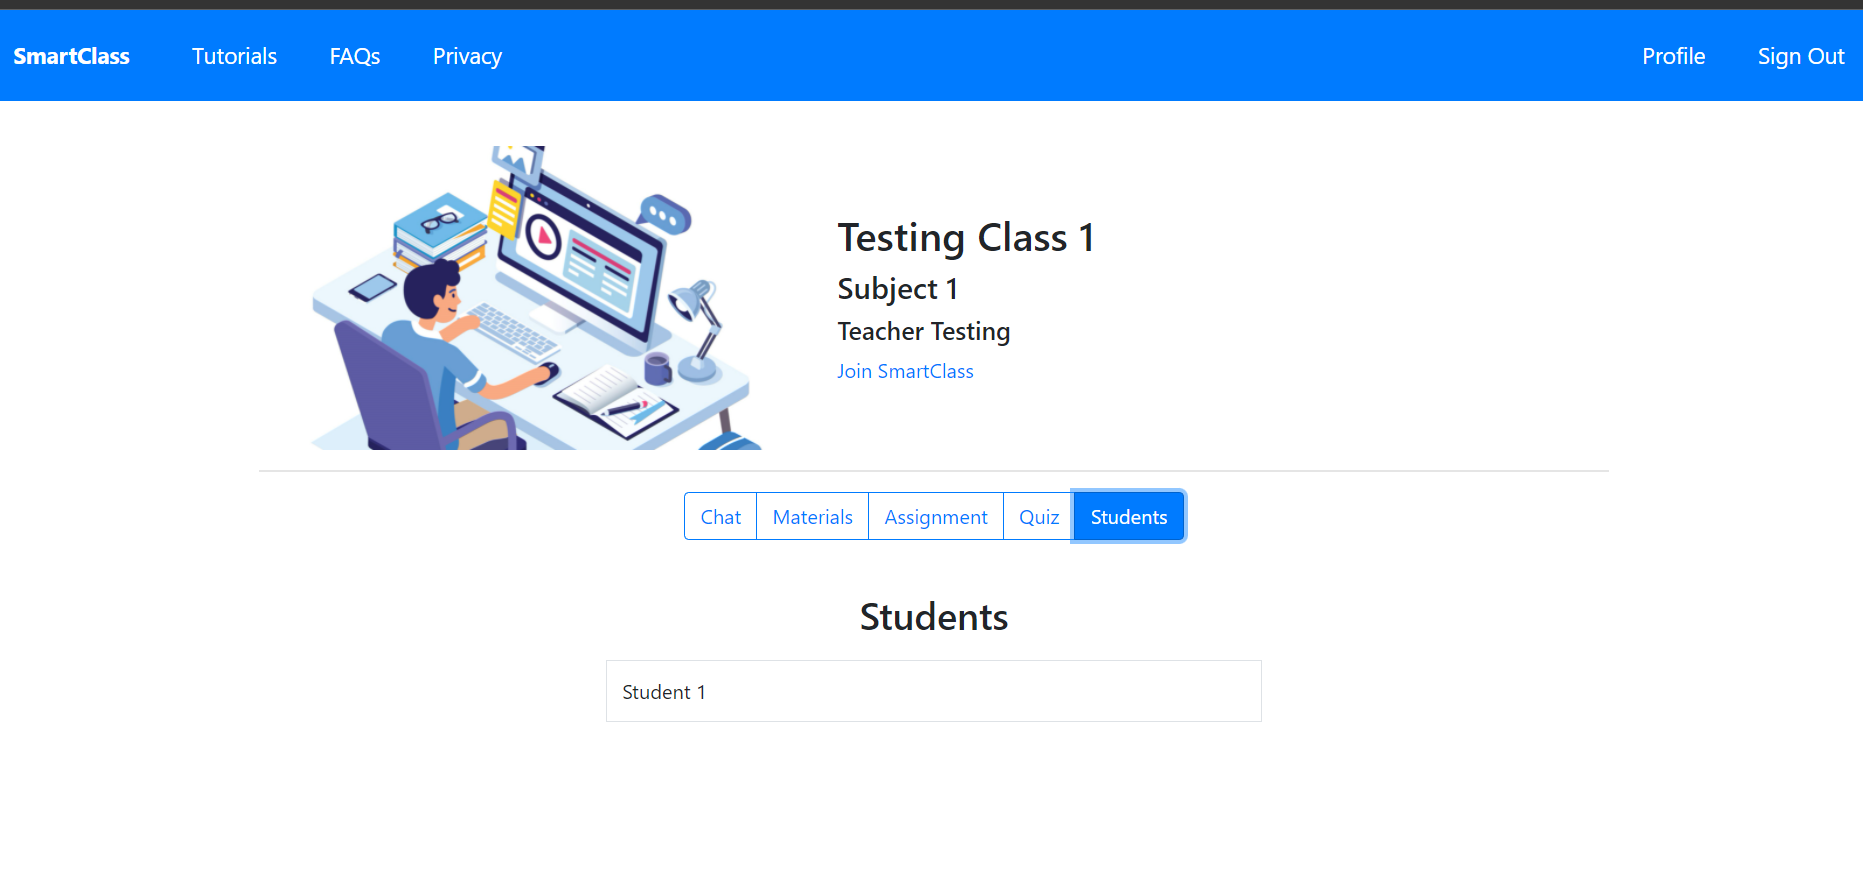 SmartClass Tutorials FAQs Privacy Profile Sign Out
Testing Class 1
Subject 1
Teacher Testing
Join SmartClass
Chat Materials Assignment Quiz Students
Students
Student 1